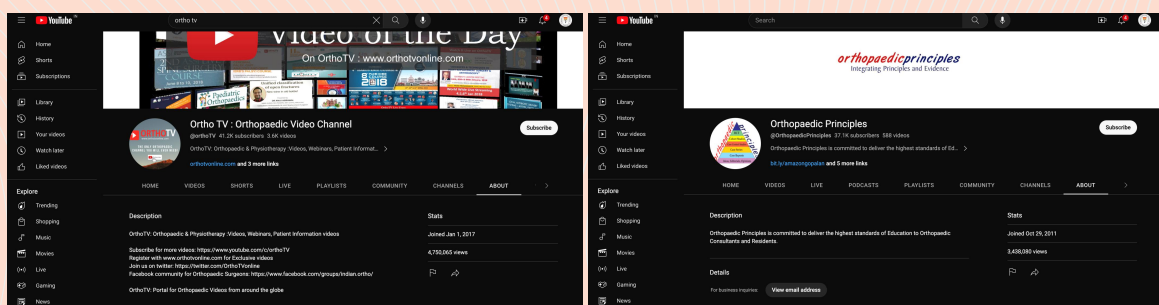 YouTube IN
ortho tv
Home
Shorts
Subscriptions
Library
History
Your videos
Watch later
Liked videos
Explore
Trending
Shopping
Music
Movies
Live
Gaming
News
Video of the Day
On OrthoTV : www.orthotvonline.com
Paediatric
Orthopaedics
2018
ORTHOTV
Ortho TV : Orthopaedic Video Channel
@orthoTV 41.2K subscribers 3.6K videos
OrthoTV: Orthopaedic & Physiotherapy Videos, Webinars, Patient Informat... >
orthotvonline.com and 3 more links
Subscribe
HOME VIDEOS SHORTS LIVE PLAYLISTS COMMUNITY CHANNELS ABOUT >
Description
OrthoTV: Orthopaedic & Physiotherapy Videos, Webinars, Patient Information videos
Subscribe for more videos: https://www.youtube.com/c/orthoTV
Register with www.orthotvonline.com for Exclusive videos
Join us on twitter: https://twitter.com/OrthoTVonline
Facebook community for Orthopaedic Surgeons: https://www.facebook.com/groups/indian.ortho/
OrthoTV: Portal for Orthopaedic Videos from around the globe
Stats
Joined Jan 1, 2017
4,750,065 views
YouTube IN
Search
Home
Shorts
Subscriptions
Library
History
Your videos
Watch later
Liked videos
Explore
Trending
Shopping
Music
Movies
Live
Gaming
News
orthopaedicprinciples
Integrating Principles and Evidence
Orthopaedic Principles
@OrthopaedicPrinciples 37.1K subscribers 588 videos
Orthopaedic Principles is committed to deliver the highest standards of Ed... >
bit.ly/amazongopalan and 5 more links
Subscribe
HOME VIDEOS LIVE PODCASTS PLAYLISTS COMMUNITY CHANNELS ABOUT >
Description
Orthopaedic Principles is committed to deliver the highest standards of Education to Orthopaedic
Consultants and Residents.
Details
For business inquiries: View email address
Stats
Joined Oct 29, 2011
3,438,080 views